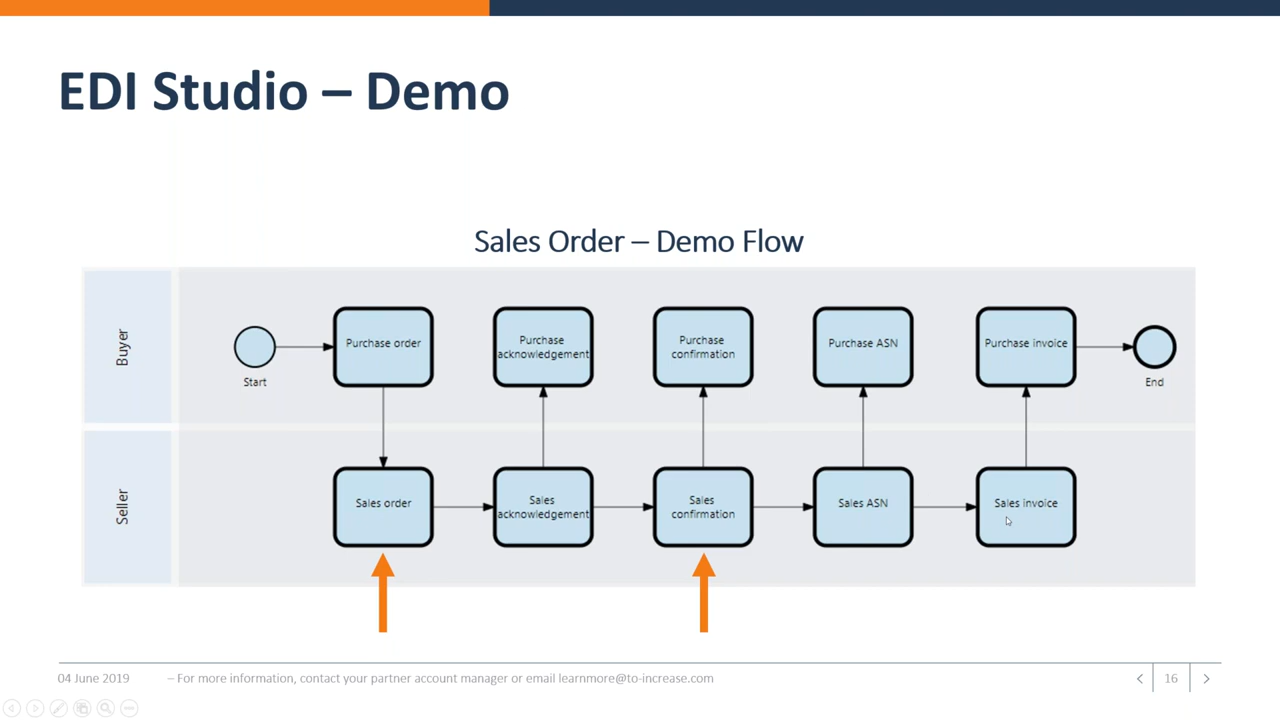 EDI Studio – Demo
Sales Order – Demo Flow
Buyer
Start
Purchase order
Purchase
acknowledgement
Purchase
confirmation
Purchase ASN
Purchase invoice
End
Seller
Sales order
Sales
acknowledgement
Sales
confirmation
Sales ASN
Sales invoice
04 June 2019
– For more information, contact your partner account manager or email learnmore@to-increase.com
16